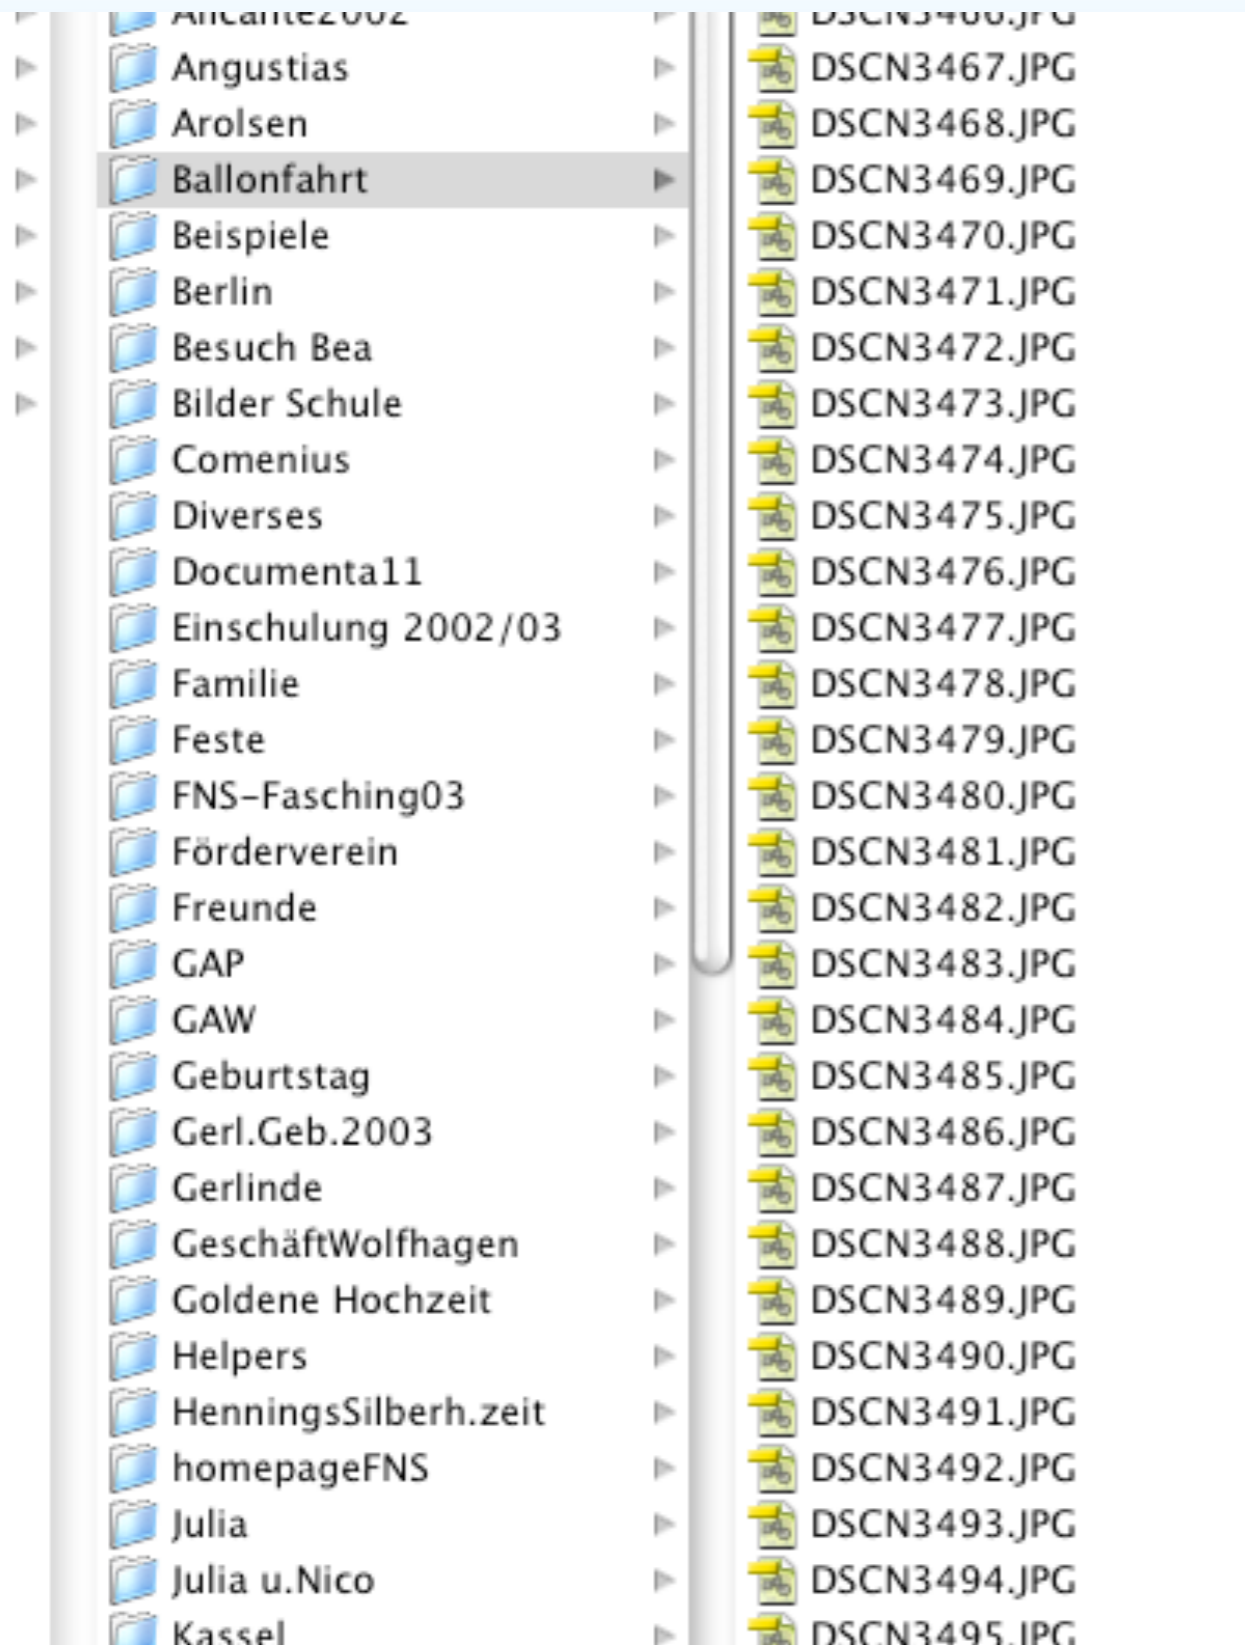 Alicante2002
Angustias
Arolsen
Ballonfahrt
Beispiele
Berlin
Besuch Bea
Bilder Schule
Comenius
Diverses
Documenta11
Einschulung 2002/03
Familie
Feste
FNS-Fasching03
Förderverein
Freunde
GAP
GAW
Geburtstag
Gerl.Geb.2003
Gerlinde
GeschäftWolfhagen
Goldene Hochzeit
Helpers
HenningsSilberh.zeit
homepageFNS
Julia
Julia u.Nico
Kassel
DSCN3466.JPG
DSCN3467.JPG
DSCN3468.JPG
DSCN3469.JPG
DSCN3470.JPG
DSCN3471.JPG
DSCN3472.JPG
DSCN3473.JPG
DSCN3474.JPG
DSCN3475.JPG
DSCN3476.JPG
DSCN3477.JPG
DSCN3478.JPG
DSCN3479.JPG
DSCN3480.JPG
DSCN3481.JPG
DSCN3482.JPG
DSCN3483.JPG
DSCN3484.JPG
DSCN3485.JPG
DSCN3486.JPG
DSCN3487.JPG
DSCN3488.JPG
DSCN3489.JPG
DSCN3490.JPG
DSCN3491.JPG
DSCN3492.JPG
DSCN3493.JPG
DSCN3494.JPG
DSCN3495.JPG